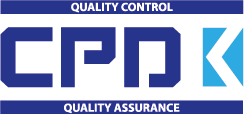 QUALITY CONTROL
CPD K
QUALITY ASSURANCE